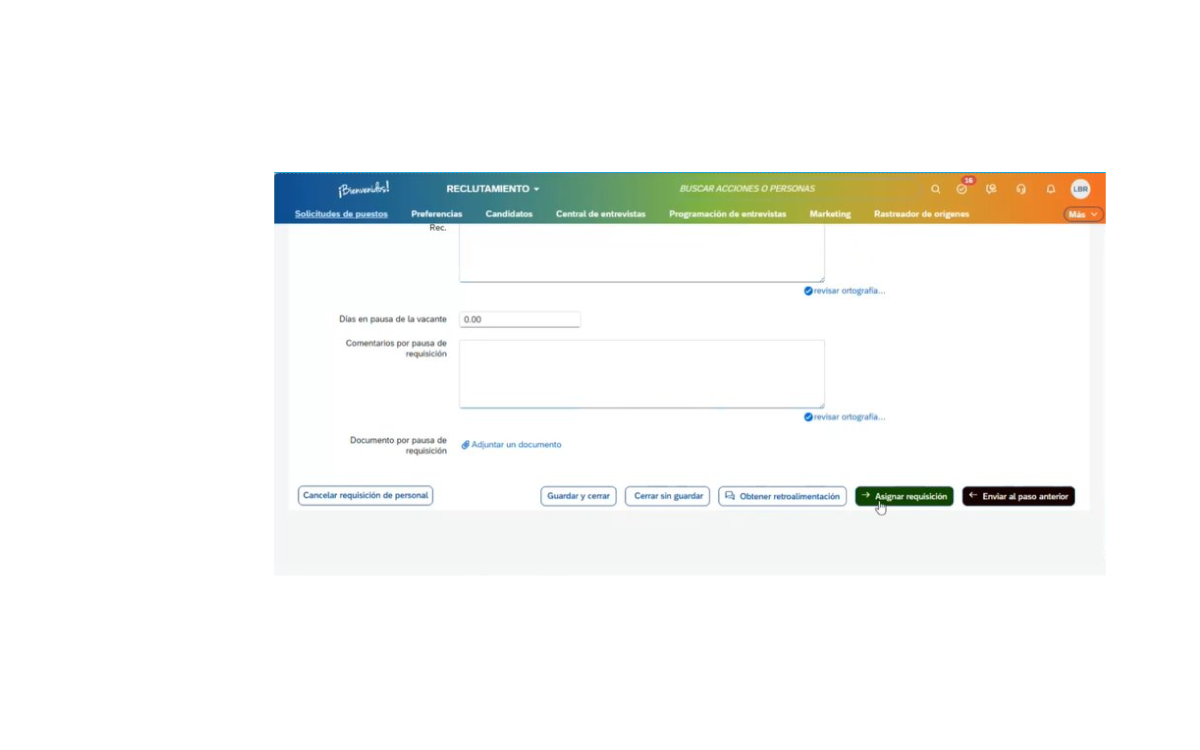 ¡Bienvenidos!
RECLUTAMIENTO
BUSCAR ACCIONES O PERSONAS
56
LBR
Solicitudes de puestos
Preferencias
Candidatos
Central de entrevistas
Programación de entrevistas
Marketing
Rastreador de orígenes
Más
Rec.
revisar ortografía...
Días en pausa de la vacante
0.00
Comentarios por pausa de
requisición
revisar ortografía...
Documento por pausa de
requisición
Adjuntar un documento
Cancelar requisición de personal
Guardar y cerrar
Cerrar sin guardar
Obtener retroalimentación
Asignar requisición
Enviar al paso anterior